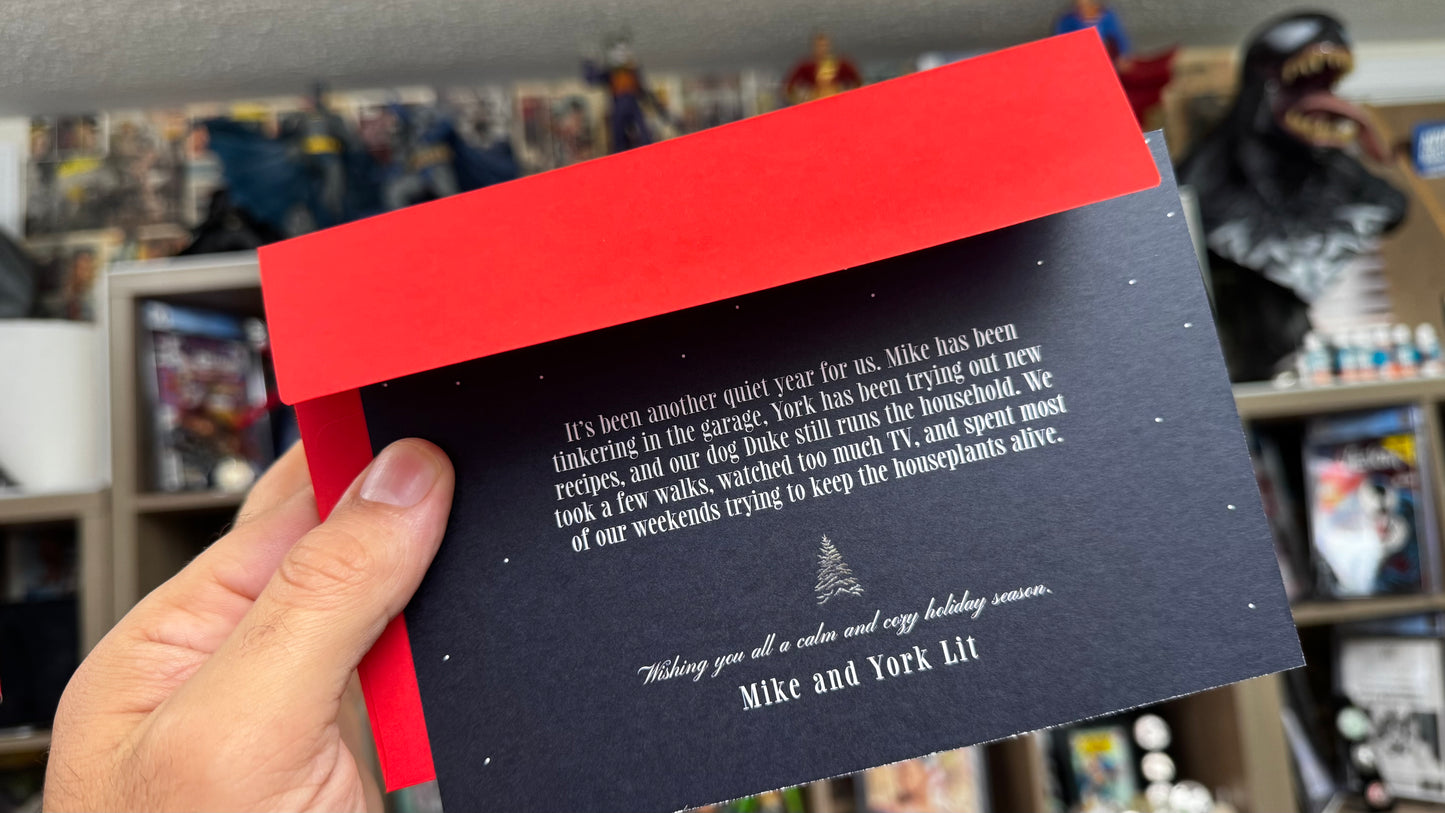 It's been another quiet year for us. Mike has been
tinkering in the garage, York has been trying out new
recipes, and our dog Duke still runs the household. We
took a few walks, watched too much TV, and spent most
of our weekends trying to keep the houseplants alive.
Wishing you all a calm and cozy holiday season.
Mike and York Lit